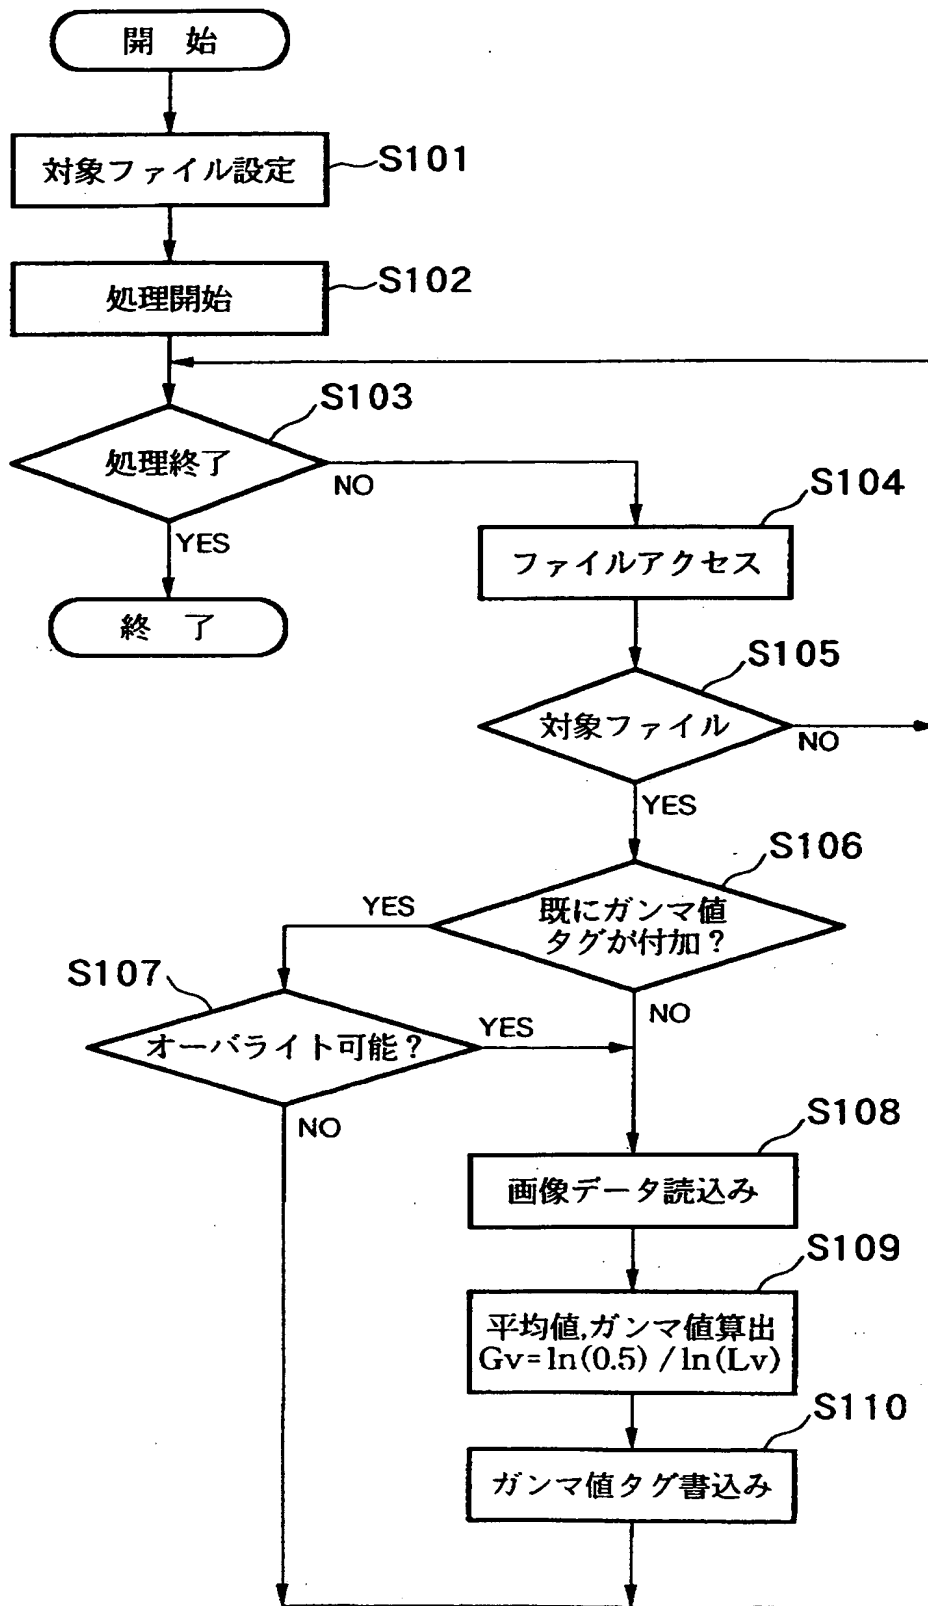 開 始
対象ファイル設定
S101
処理開始
S102
S103
処理終了
NO
YES
終 了
S104
ファイルアクセス
S105
対象ファイル
NO
YES
S106
既にガンマ値
タグが付加？
YES
NO
S107
オーバライト可能？
YES
NO
S108
画像データ読込み
S109
平均値,ガンマ値算出
Gv=ln(0.5) / ln(Lv)
S110
ガンマ値タグ書込み